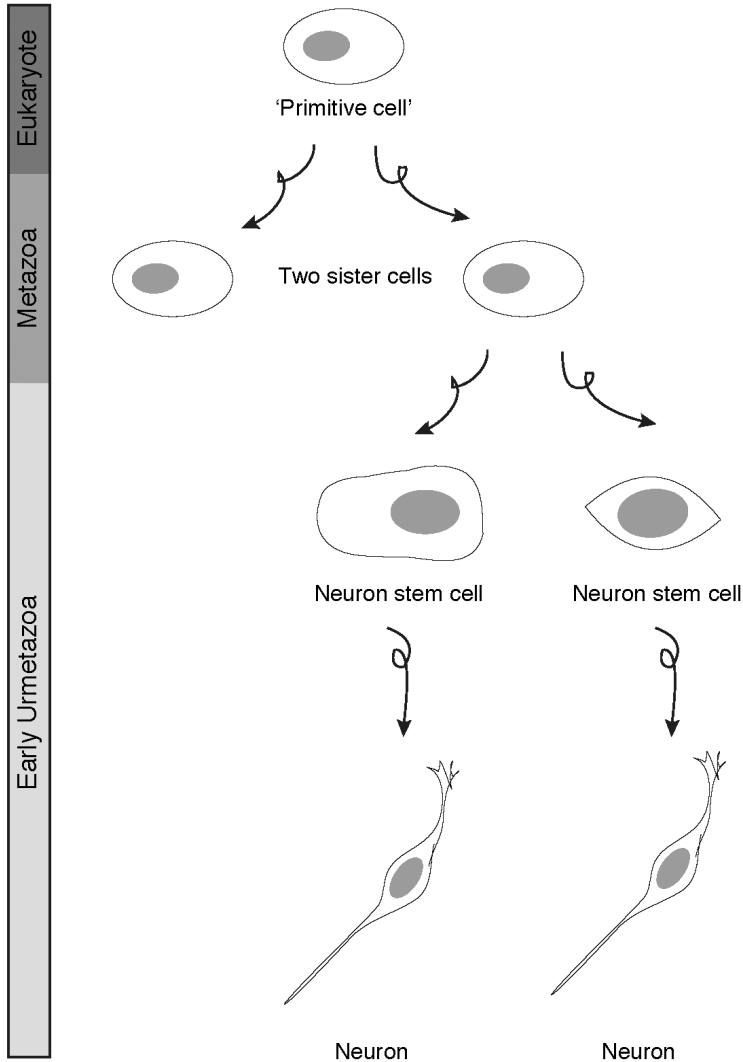 Eukaryote
‘Primitive cell’
Metazoa
Two sister cells
Early Urmetazoa
Neuron stem cell
Neuron stem cell
Neuron
Neuron